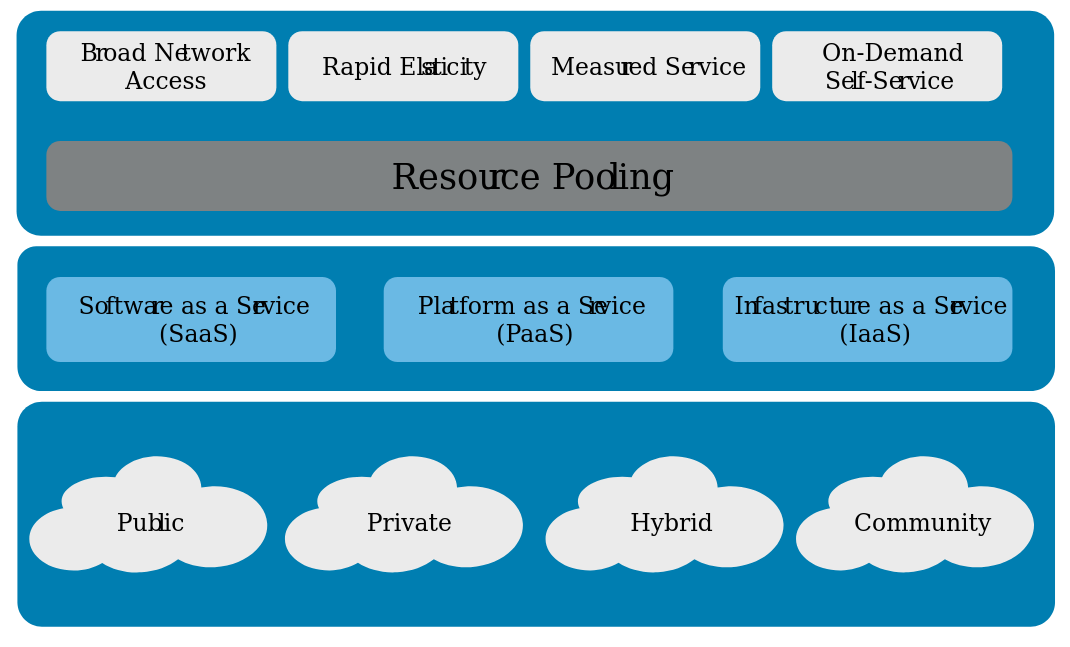 Broad Network
Access
Rapid Elasticity
Measured Service
On-Demand
Self-Service
Resource Pooling
Software as a Service
(SaaS)
Platform as a Service
(PaaS)
Infastructure as a Service
(IaaS)
Public
Private
Hybrid
Community